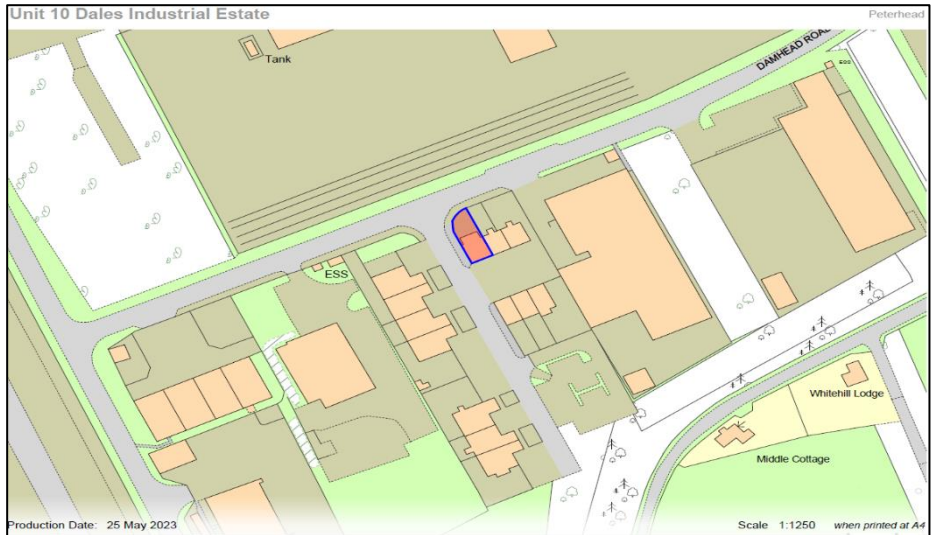 Unit 10 Dales Industrial Estate
Peterhead
Tank
DAMHEAD ROAD
ESS
ESS
Whitehill Lodge
Middle Cottage
Production Date: 25 May 2023
Scale 1:1250 when printed at A4